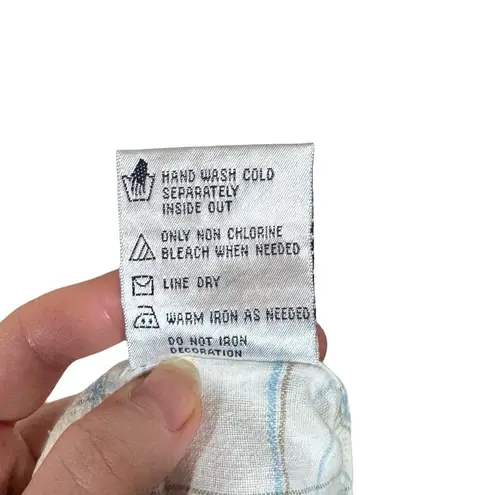 HAND WASH COLD
SEPARATELY
INSIDE OUT
ONLY NON CHLORINE
BLEACH WHEN NEEDED
LINE DRY
WARM IRON AS NEEDED
DO NOT IRON
DECORATION